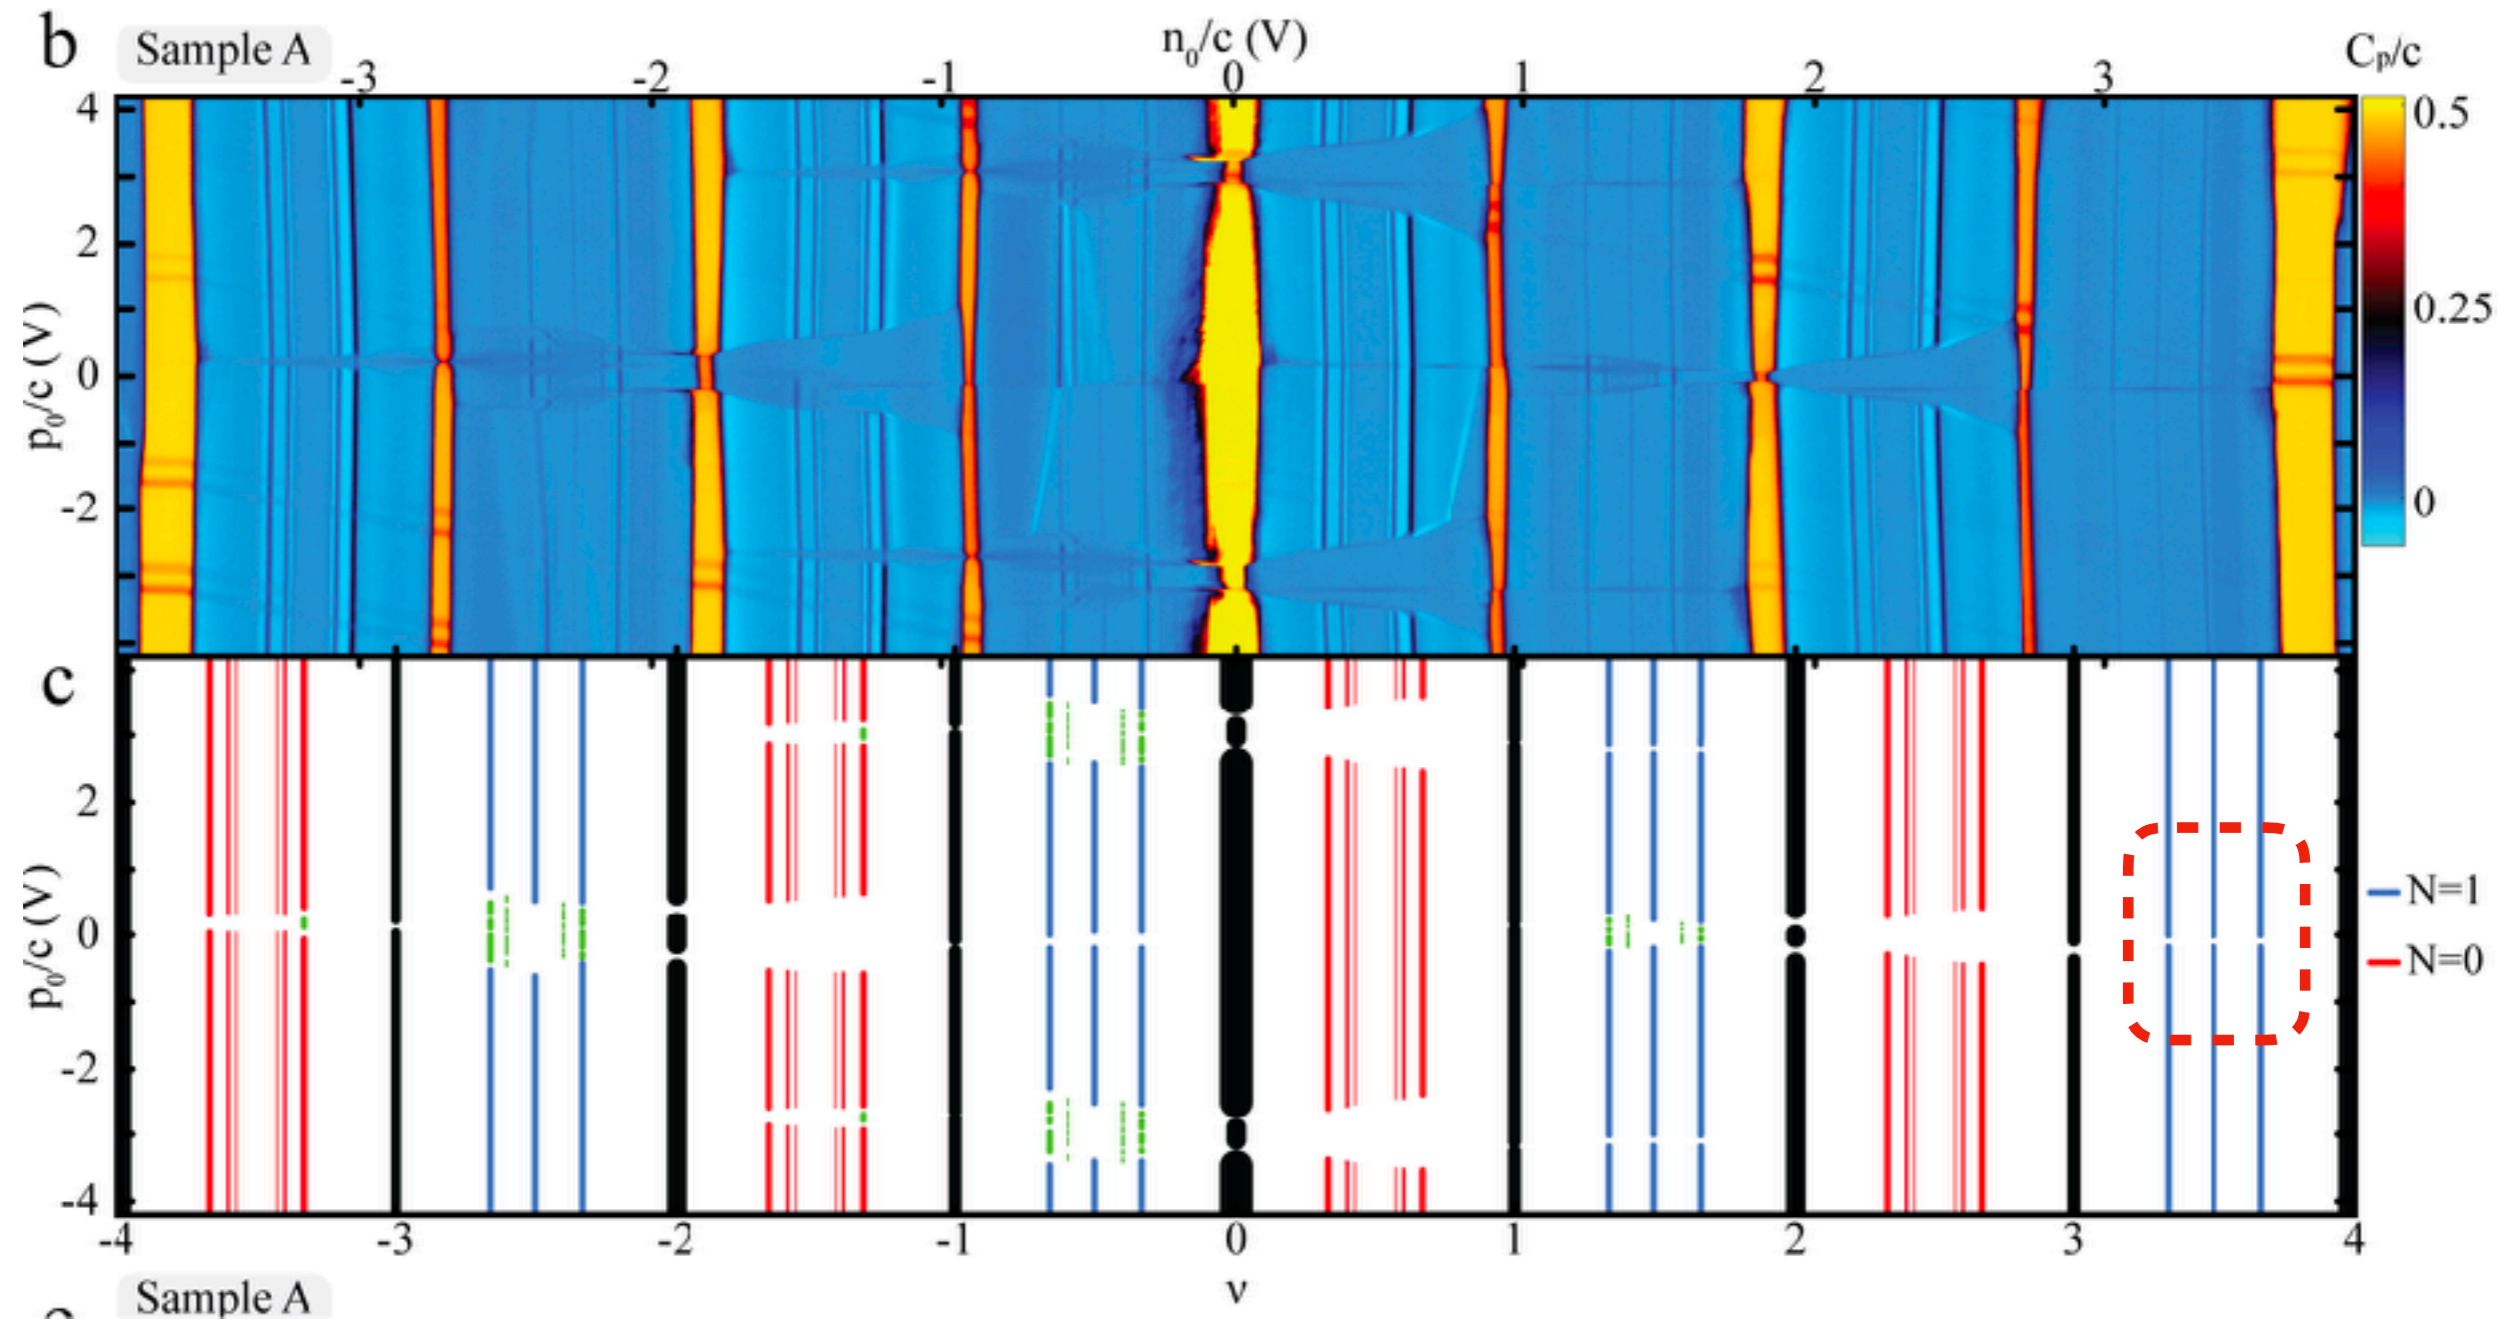 b Sample A n₀/c (V) Cₚ/c
-3 -2 -1 0 1 2 3
4
2
0
-2
p₀/c (V)
0.5
0.25
0
c
2
0
-2
-4
p₀/c (V)
N=1
N=0
-4 -3 -2 -1 0 1 2 3 4
ν
Sample A